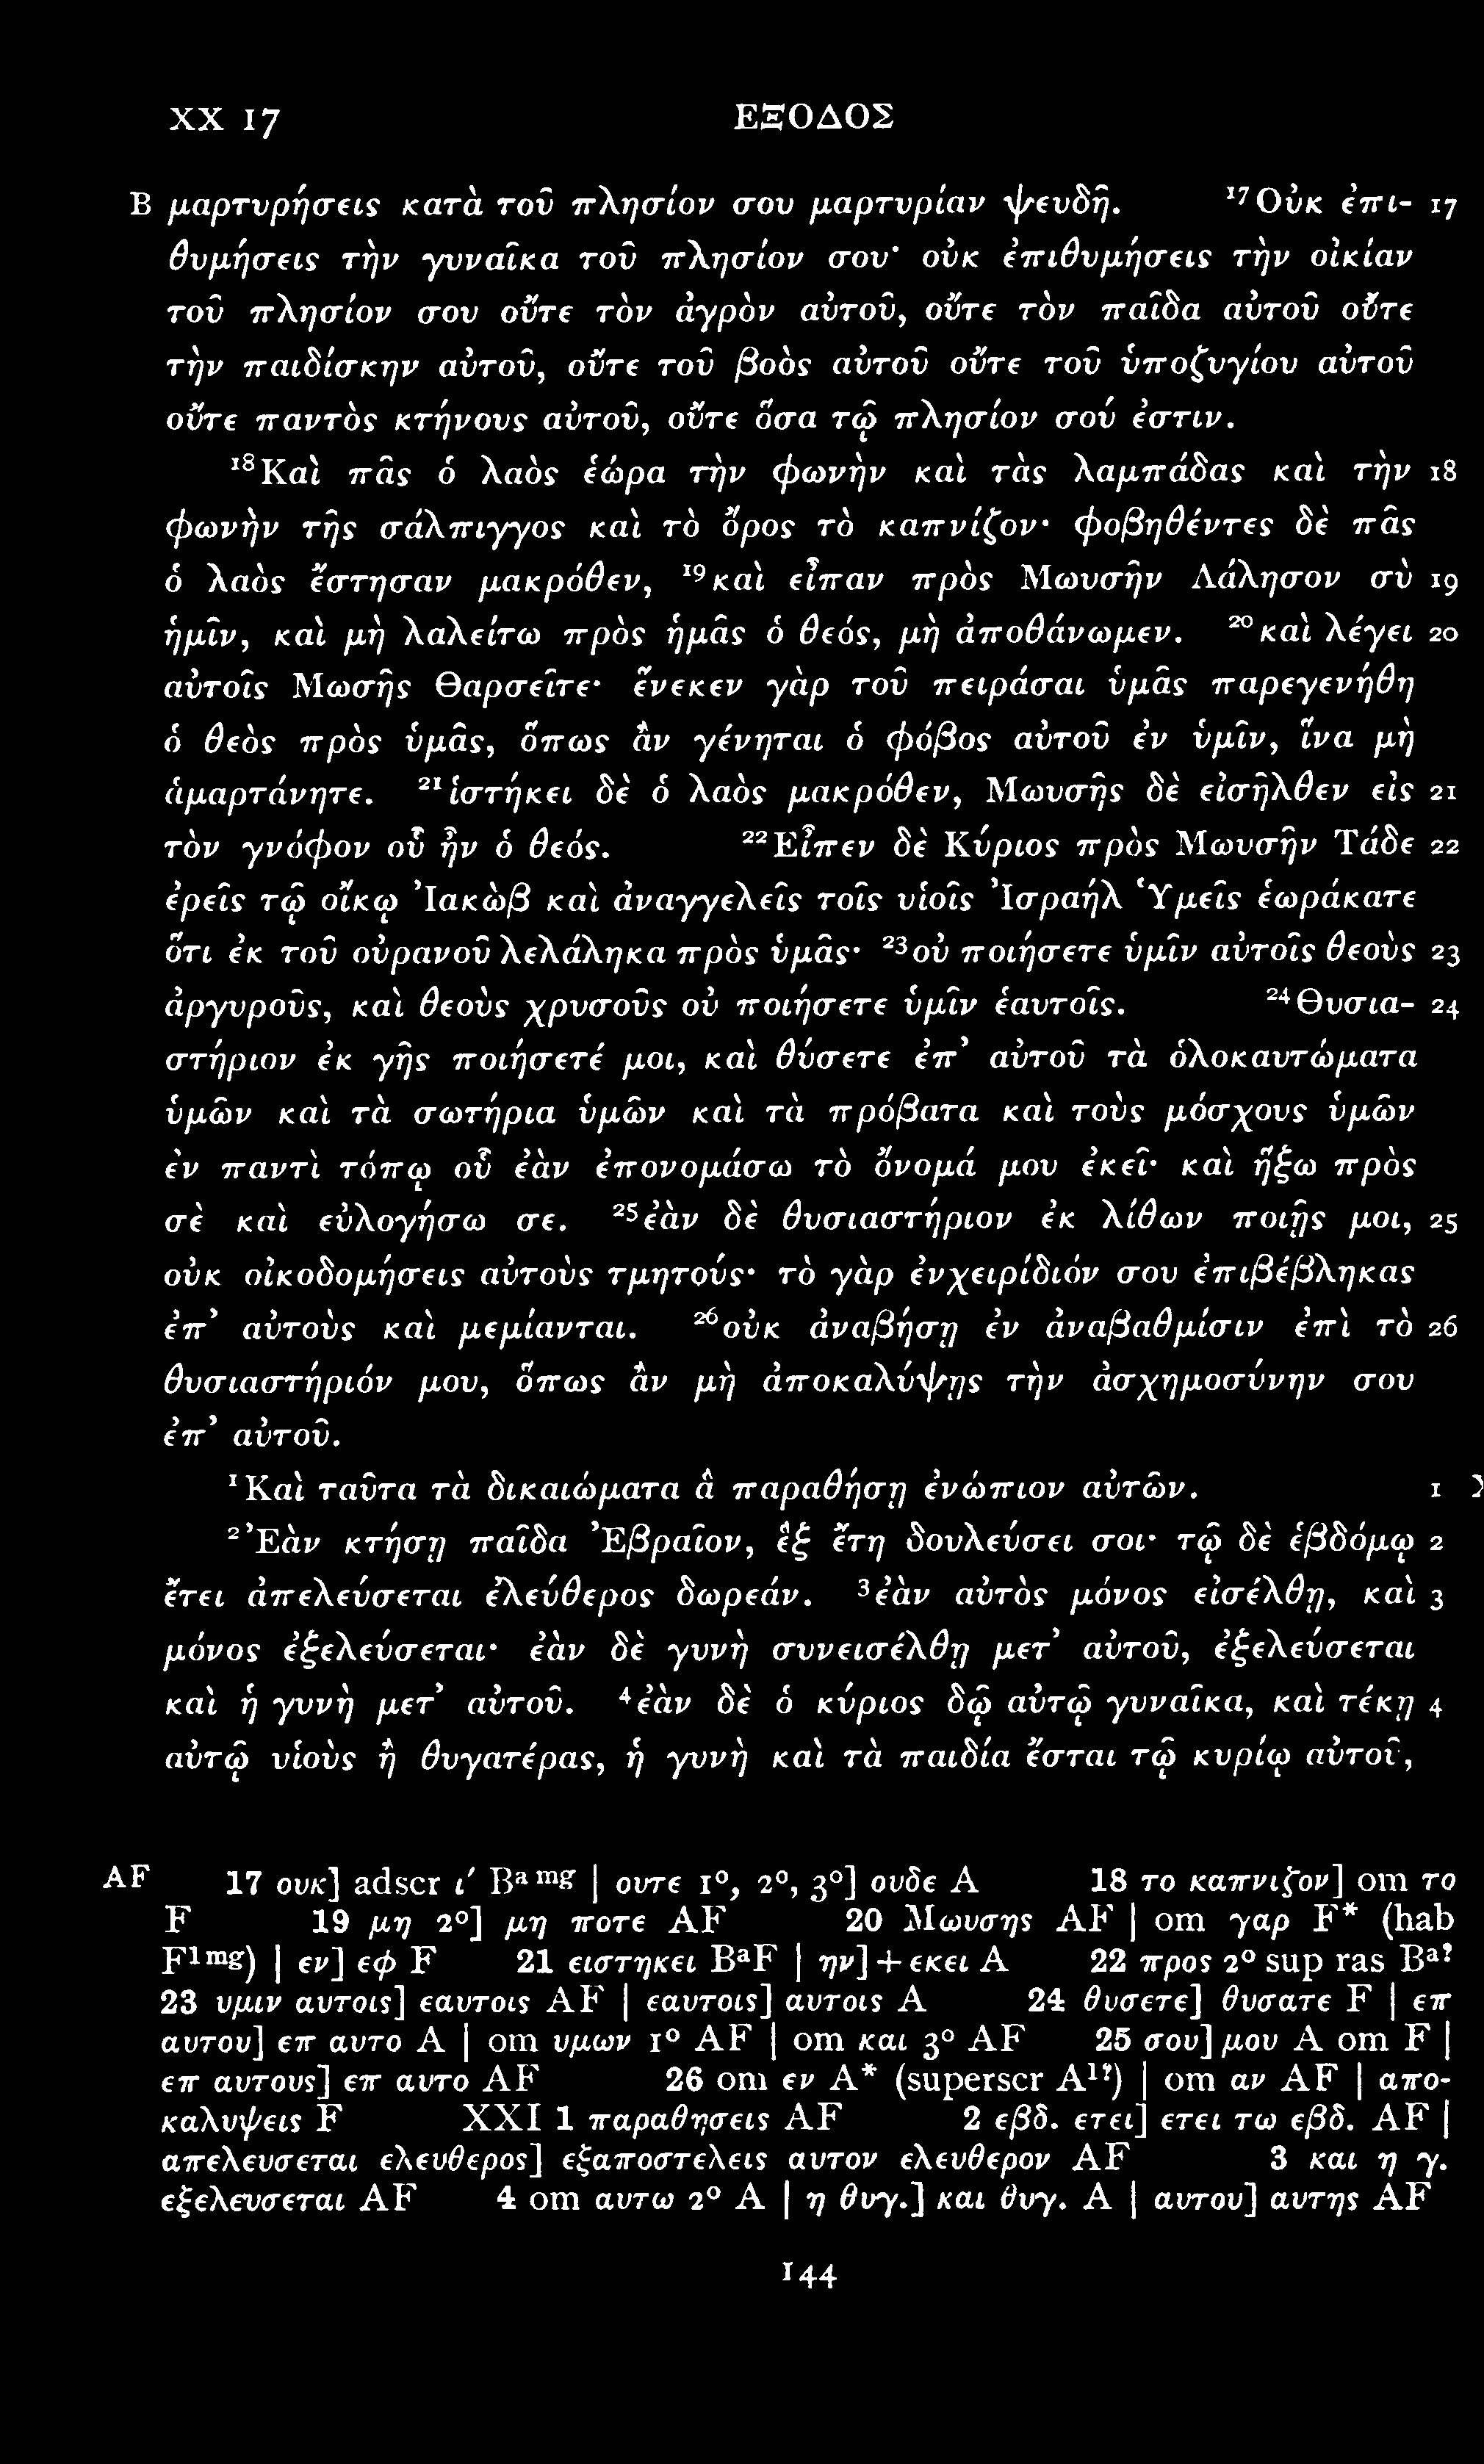 XX 17 ΕΞΟΔΟΣ
B μαρτυρήσεις κατὰ τοῦ πλησίον σου μαρτυρίαν ψευδῆ. ¹⁷Οὐκ ἐπι- 17
θυμήσεις τὴν γυναῖκα τοῦ πλησίον σου· οὐκ ἐπιθυμήσεις τὴν οἰκίαν
τοῦ πλησίον σου οὔτε τὸν ἀγρὸν αὐτοῦ, οὔτε τὸν παῖδα αὐτοῦ οὔτε
τὴν παιδίσκην αὐτοῦ, οὔτε τοῦ βοὸς αὐτοῦ οὔτε τοῦ ὑποζυγίου αὐτοῦ
οὔτε παντὸς κτήνους αὐτοῦ, οὔτε ὅσα τῷ πλησίον σού ἐστιν.
¹⁸Καὶ πᾶς ὁ λαὸς ἑώρα τὴν φωνὴν καὶ τὰς λαμπάδας καὶ τὴν 18
φωνὴν τῆς σάλπιγγος καὶ τὸ ὄρος τὸ καπνίζον· φοβηθέντες δὲ πᾶς
ὁ λαὸς ἔστησαν μακρόθεν, ¹⁹καὶ εἶπαν πρὸς Μωυσῆν Λάλησον σὺ 19
ἡμῖν, καὶ μὴ λαλείτω πρὸς ἡμᾶς ὁ θεός, μὴ ἀποθάνωμεν. ²⁰καὶ λέγει 20
αὐτοῖς Μωσῆς Θαρσεῖτε· ἕνεκεν γὰρ τοῦ πειράσαι ὑμᾶς παρεγενήθη
ὁ θεὸς πρὸς ὑμᾶς, ὅπως ἂν γένηται ὁ φόβος αὐτοῦ ἐν ὑμῖν, ἵνα μὴ
ἁμαρτάνητε. ²¹ἱστήκει δὲ ὁ λαὸς μακρόθεν, Μωυσῆς δὲ εἰσῆλθεν εἰς 21
τὸν γνόφον οὗ ἦν ὁ θεός. ²²Εἶπεν δὲ Κύριος πρὸς Μωυσῆν Τάδε 22
ἐρεῖς τῷ οἴκῳ Ἰακὼβ καὶ ἀναγγελεῖς τοῖς υἱοῖς Ἰσραήλ Ὑμεῖς ἑωράκατε
ὅτι ἐκ τοῦ οὐρανοῦ λελάληκα πρὸς ὑμᾶς· ²³οὐ ποιήσετε ὑμῖν αὐτοῖς θεοὺς 23
ἀργυροῦς, καὶ θεοὺς χρυσοῦς οὐ ποιήσετε ὑμῖν ἑαυτοῖς. ²⁴Θυσια- 24
στήριον ἐκ γῆς ποιήσετέ μοι, καὶ θύσετε ἐπ’ αὐτοῦ τὰ ὁλοκαυτώματα
ὑμῶν καὶ τὰ σωτήρια ὑμῶν καὶ τὰ πρόβατα καὶ τοὺς μόσχους ὑμῶν
ἐν παντὶ τόπῳ οὗ ἐὰν ἐπονομάσω τὸ ὄνομά μου ἐκεῖ· καὶ ἥξω πρὸς
σὲ καὶ εὐλογήσω σε. ²⁵ἐὰν δὲ θυσιαστήριον ἐκ λίθων ποιῇς μοι, 25
οὐκ οἰκοδομήσεις αὐτοὺς τμητούς· τὸ γὰρ ἐνχειρίδιόν σου ἐπιβέβληκας
ἐπ’ αὐτοὺς καὶ μεμίανται. ²⁶οὐκ ἀναβήσῃ ἐν ἀναβαθμίσιν ἐπὶ τὸ 26
θυσιαστήριόν μου, ὅπως ἂν μὴ ἀποκαλύψῃς τὴν ἀσχημοσύνην σου
ἐπ’ αὐτοῦ.
¹Καὶ ταῦτα τὰ δικαιώματα ἃ παραθήσῃ ἐνώπιον αὐτῶν. 1
²Ἐὰν κτήσῃ παῖδα Ἐβραῖον, ἓξ ἔτη δουλεύσει σοι· τῷ δὲ ἑβδόμῳ 2
ἔτει ἀπελεύσεται ἐλεύθερος δωρεάν. ³ἐὰν αὐτὸς μόνος εἰσέλθῃ, καὶ 3
μόνος ἐξελεύσεται· ἐὰν δὲ γυνὴ συνεισέλθῃ μετ’ αὐτοῦ, ἐξελεύσεται
καὶ ἡ γυνὴ μετ’ αὐτοῦ. ⁴ἐὰν δὲ ὁ κύριος δῷ αὐτῷ γυναῖκα, καὶ τέκῃ 4
αὐτῷ υἱοὺς ἢ θυγατέρας, ἡ γυνὴ καὶ τὰ παιδία ἔσται τῷ κυρίῳ αὐτοῦ,
AF 17 ουκ] adscr ι′ Bᵃ ᵐᵍ | ουτε 1°, 2°, 3°] ουδε A 18 το καπνιζον] om το
F 19 μη 2°] μη ποτε AF 20 Μωυσης AF | om γαρ F* (hab
F¹ᵐᵍ) | εν] εφ F 21 ειστηκει BᵃF | ην] + εκει A 22 προς 2° sup ras Bᵃ?
23 υμιν αυτοις] εαυτοις AF | εαυτοις] αυτοις A 24 θυσετε] θυσατε F | επ
αυτου] επ αυτο A | om υμων 1° AF | om και 3° AF 25 σου] μου A om F |
επ αυτους] επ αυτο AF 26 om εν A* (superscr A¹?) | om αν AF | απο-
καλυψεις F XXI 1 παραθησεις AF 2 εβδ. ετει] ετει τω εβδ. AF |
απελευσεται ελευθερος] εξαποστελεις αυτον ελευθερον AF 3 και η γ.
εξελευσεται AF 4 om αυτω 2° A | η θυγ.] και θυγ. A | αυτου] αυτης AF
144